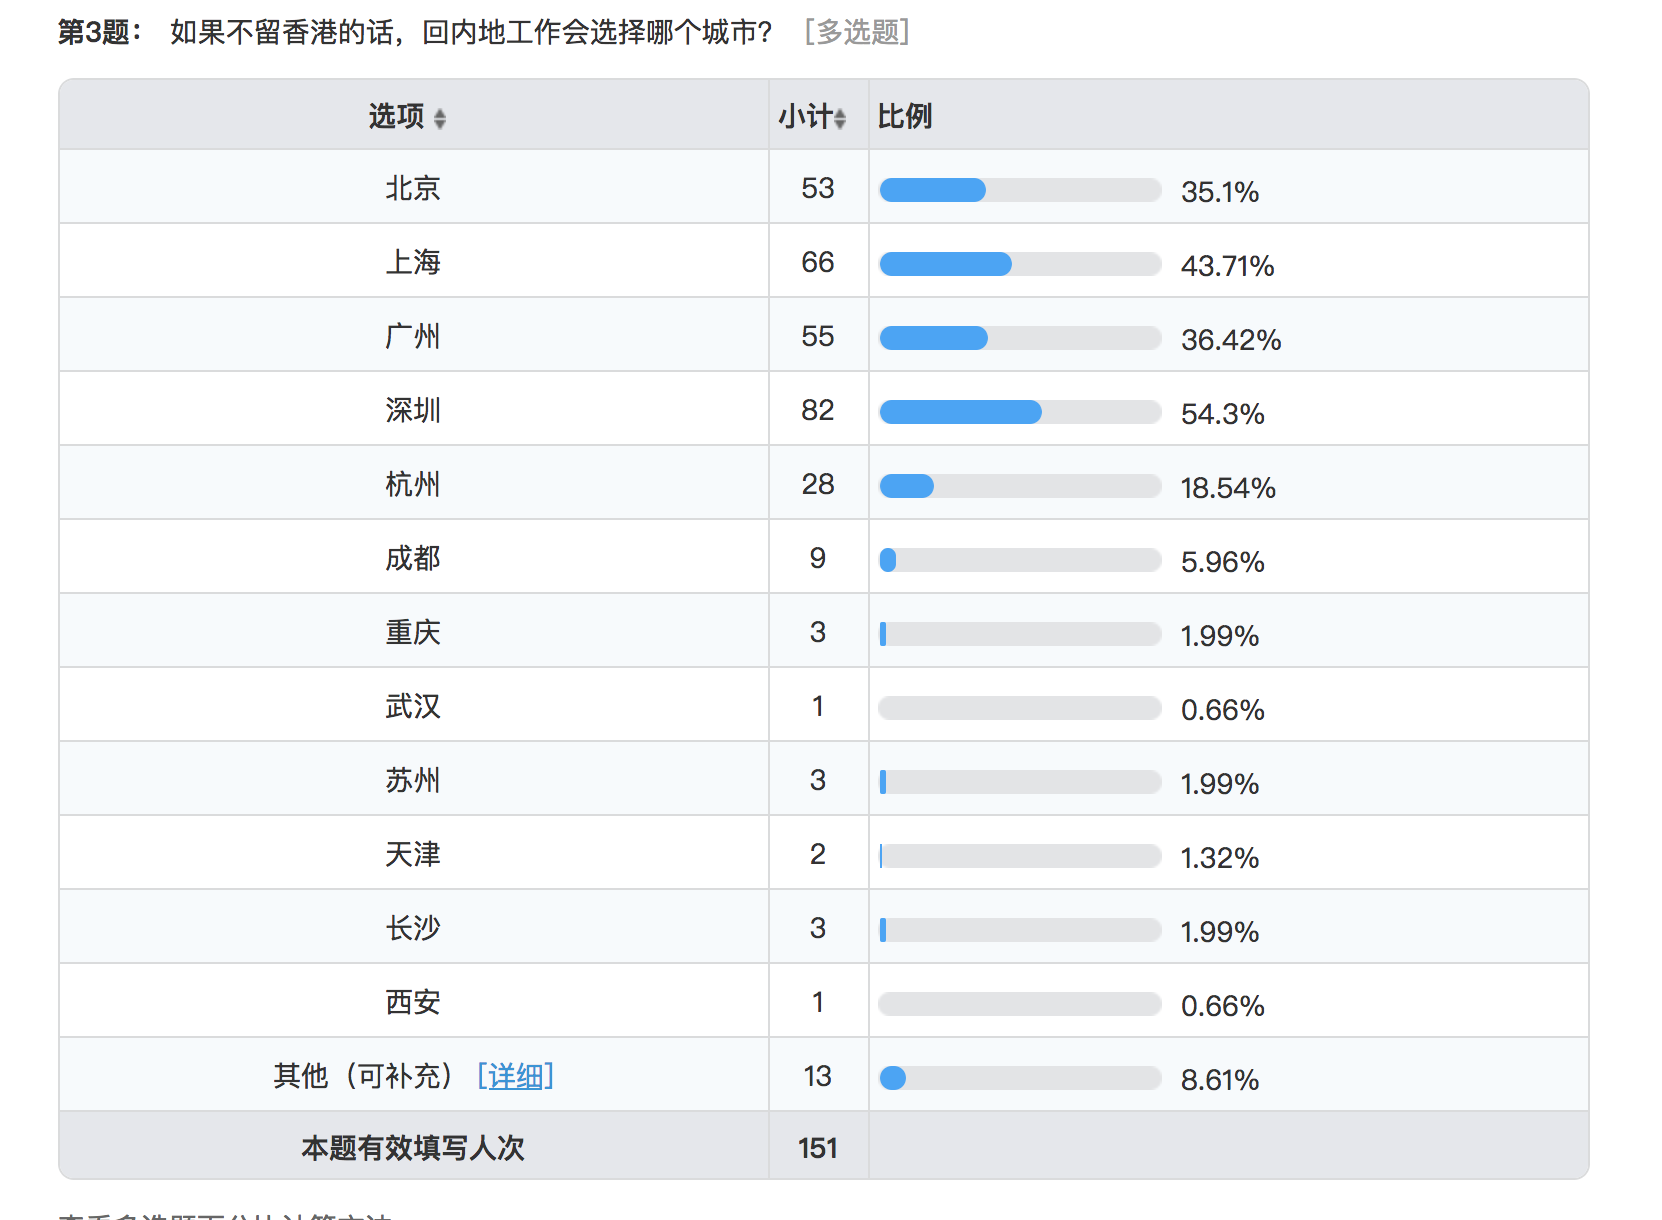 第3题： 如果不留香港的话，回内地工作会选择哪个城市? [多选题]
选项 小计 比例
北京 53 35.1%
上海 66 43.71%
广州 55 36.42%
深圳 82 54.3%
杭州 28 18.54%
成都 9 5.96%
重庆 3 1.99%
武汉 1 0.66%
苏州 3 1.99%
天津 2 1.32%
长沙 3 1.99%
西安 1 0.66%
其他（可补充） [详细] 13 8.61%
本题有效填写人次 151